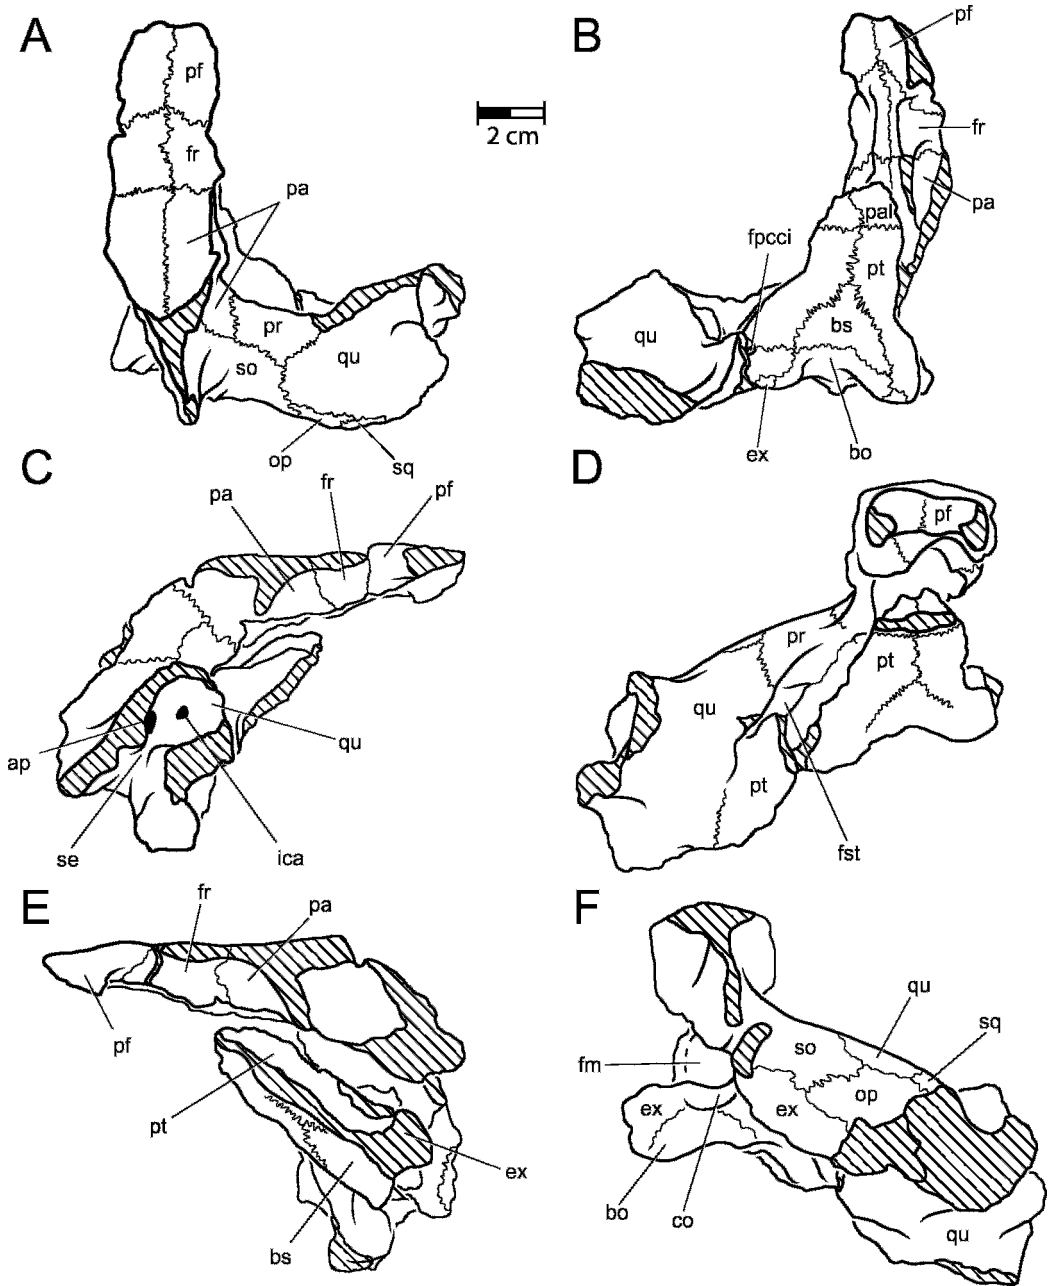 A
pf
fr
pa
pr
so
qu
op
sq
2 cm
B
pf
fr
pa
pal
fpcci
pt
bs
qu
ex
bo
C
pa
fr
pf
ap
qu
se
ica
D
pf
pr
pt
qu
pt
fst
E
fr
pa
pf
pt
ex
bs
F
qu
so
sq
fm
ex
ex
op
bo
co
qu